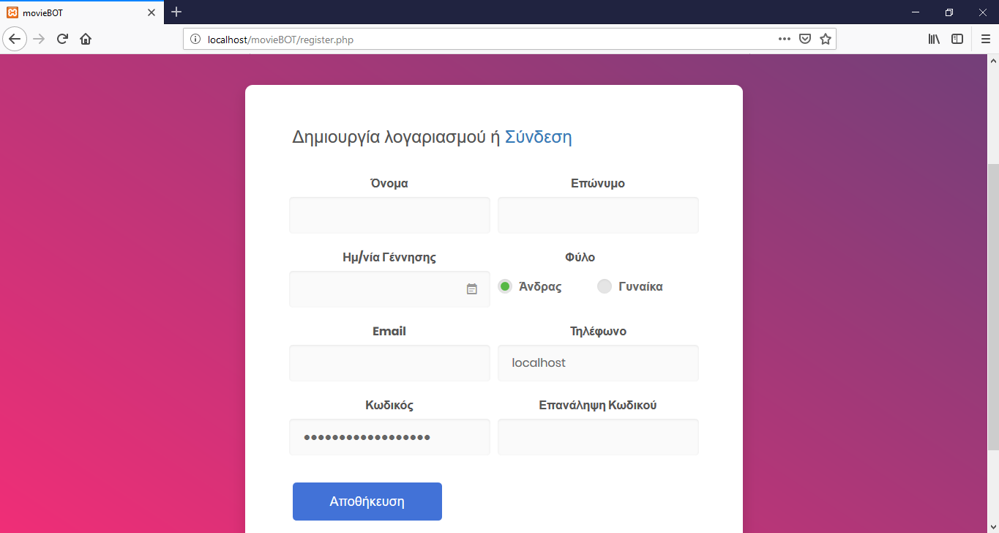 movieBOT
localhost/movieBOT/register.php
Δημιουργία λογαριασμού ή Σύνδεση
Όνομα Επώνυμο
Ημ/νία Γέννησης Φύλο
Άνδρας Γυναίκα
Email Τηλέφωνο
localhost
Κωδικός Επανάληψη Κωδικού
Αποθήκευση